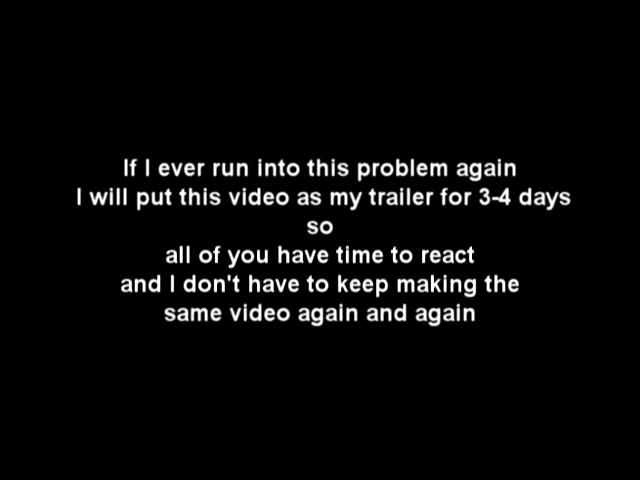 If I ever run into this problem again
I will put this video as my trailer for 3-4 days
so
all of you have time to react
and I don't have to keep making the
same video again and again